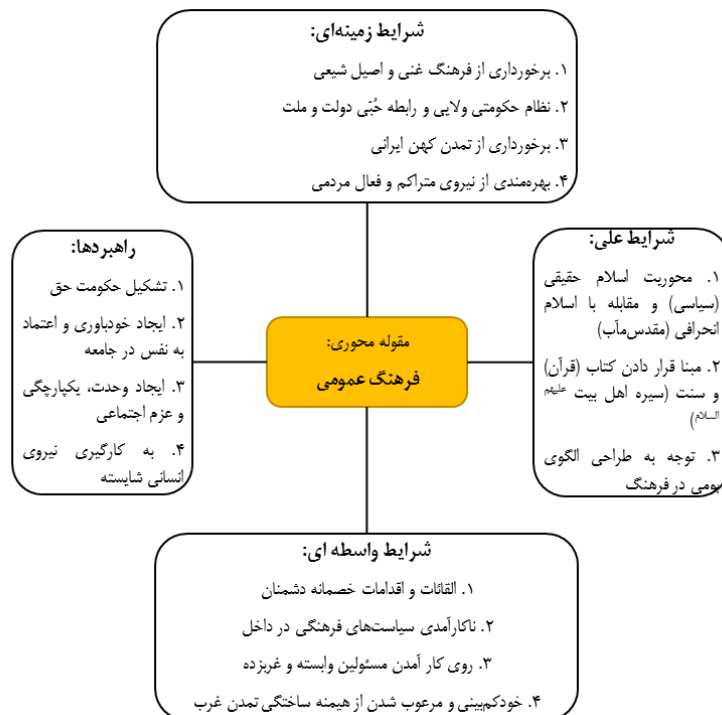 شرایط زمینه‌ای:
۱. برخورداری از فرهنگ غنی و اصیل شیعی
۲. نظام حکومتی ولایی و رابطه حُبّی دولت و ملت
۳. برخورداری از تمدن کهن ایرانی
۴. بهره‌مندی از نیروی متراکم و فعال مردمی
شرایط علی:
۱. محوریت اسلام حقیقی
(سیاسی) و مقابله با اسلام
انحرافی (مقدس‌مآب)
۲. مبنا قرار دادن کتاب (قرآن)
و سنت (سیره اهل بیت علیهم
السلام)
۳. توجه به طراحی الگوی
بومی در فرهنگ
مقوله محوری:
فرهنگ عمومی
راهبردها:
۱. تشکیل حکومت حق
۲. ایجاد خودباوری و اعتماد
به نفس در جامعه
۳. ایجاد وحدت، یکپارچگی
و عزم اجتماعی
۴. به کارگیری نیروی
انسانی شایسته
شرایط واسطه ای:
۱. القائات و اقدامات خصمانه دشمنان
۲. ناکارآمدی سیاست‌های فرهنگی در داخل
۳. روی کار آمدن مسئولین وابسته و غربزده
۴. خودکم‌بینی و مرعوب شدن از هیمنه ساختگی تمدن غرب